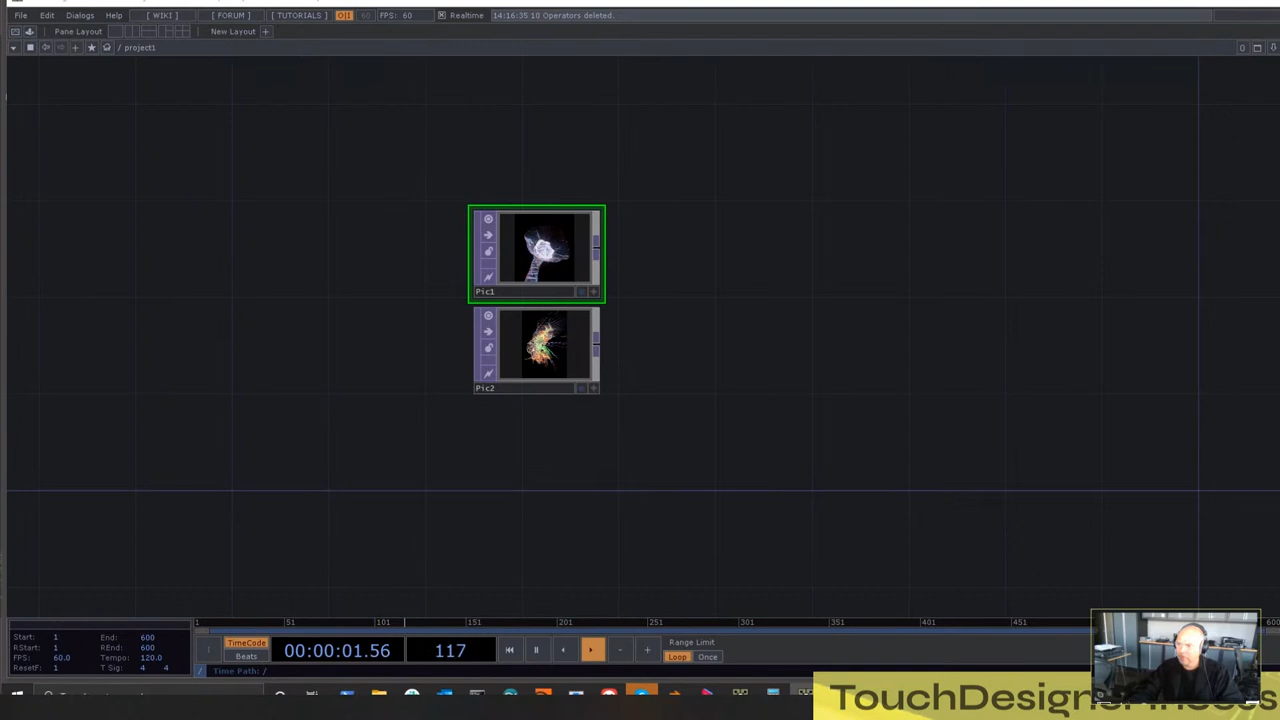 File Edit Dialogs Help [ WIKI ] [ FORUM ] [ TUTORIALS ] O|1 60 FPS: 60 Realtime 14:16:35 10 Operators deleted.
Pane Layout New Layout +
/ project1
Pic1
Pic2
1 51 101 151 201 251 301 351 401 451 600
Start: 1 End: 600
RStart: 1 REnd: 600
FPS: 60.0 Tempo: 120.0
ResetF: 1 T Sig: 4 4
TimeCode
Beats
00:00:01.56 117
Range Limit
Loop Once
/ Time Path: /